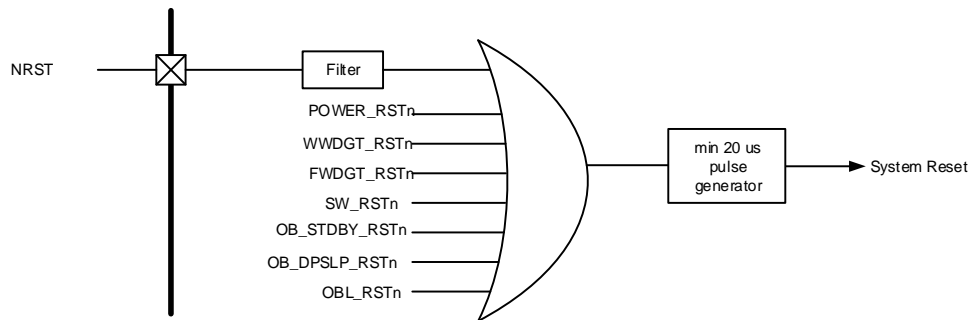 NRST
Filter
POWER_RSTn
WWDGT_RSTn
FWDGT_RSTn
SW_RSTn
OB_STDBY_RSTn
OB_DPSLP_RSTn
OBL_RSTn
min 20 us
pulse
generator
System Reset